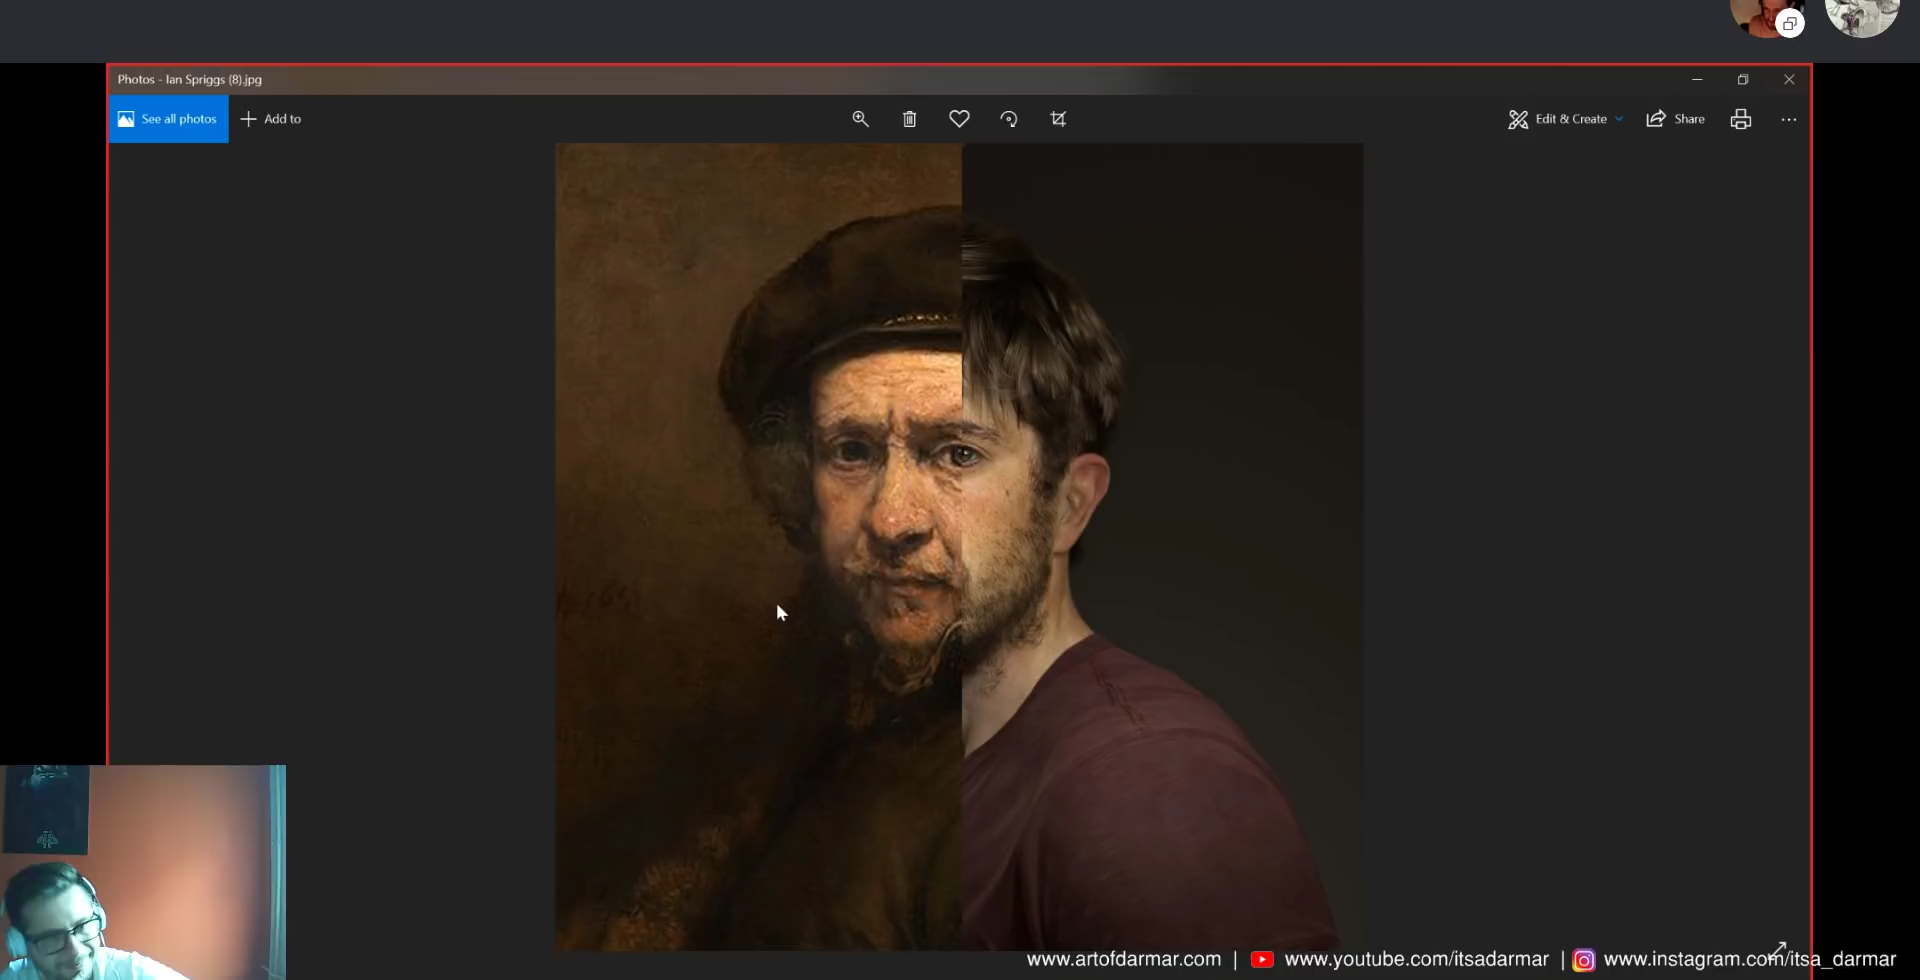 Photos - Ian Spriggs (8).jpg
See all photos
Add to
Edit & Create
Share
www.artofdarmar.com | www.youtube.com/itsadarmar | www.instagram.com/itsa_darmar